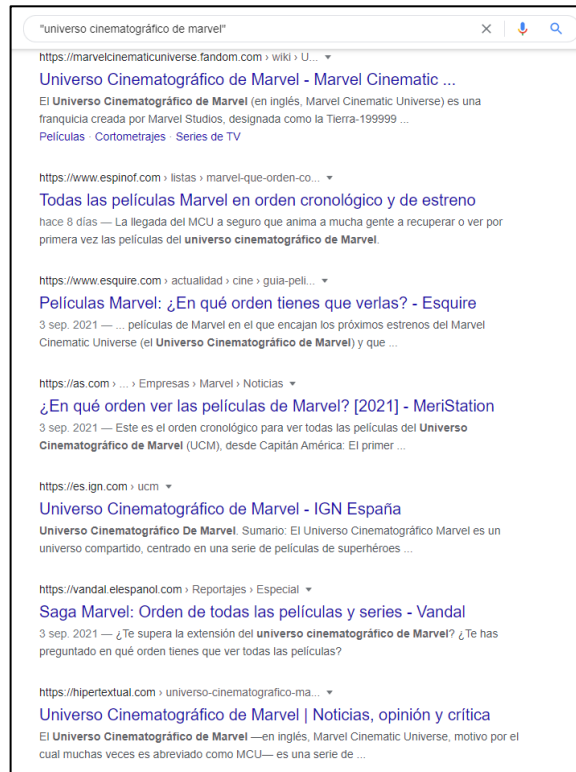 "universo cinematográfico de marvel"
https://marvelcinematicuniverse.fandom.com › wiki › U...
Universo Cinematográfico de Marvel - Marvel Cinematic ...
El Universo Cinematográfico de Marvel (en inglés, Marvel Cinematic Universe) es una
franquicia creada por Marvel Studios, designada como la Tierra-199999 ...
Películas · Cortometrajes · Series de TV
https://www.espinof.com › listas › marvel-que-orden-co...
Todas las películas Marvel en orden cronológico y de estreno
hace 8 días — La llegada del MCU a seguro que anima a mucha gente a recuperar o ver por
primera vez las películas del universo cinematográfico de Marvel.
https://www.esquire.com › actualidad › cine › guia-peli...
Películas Marvel: ¿En qué orden tienes que verlas? - Esquire
3 sep. 2021 — ... películas de Marvel en el que encajan los próximos estrenos del Marvel
Cinematic Universe (el Universo Cinematográfico de Marvel) y que ...
https://as.com › ... › Empresas › Marvel › Noticias
¿En qué orden ver las películas de Marvel? [2021] - MeriStation
3 sep. 2021 — Este es el orden cronológico para ver todas las películas del Universo
Cinematográfico de Marvel (UCM), desde Capitán América: El primer ...
https://es.ign.com › ucm
Universo Cinematográfico de Marvel - IGN España
Universo Cinematográfico De Marvel. Sumario: El Universo Cinematográfico Marvel es un
universo compartido, centrado en una serie de películas de superhéroes ...
https://vandal.elespanol.com › Reportajes › Especial
Saga Marvel: Orden de todas las películas y series - Vandal
3 sep. 2021 — ¿Te supera la extensión del universo cinematográfico de Marvel? ¿Te has
preguntado en qué orden tienes que ver todas las películas?
https://hipertextual.com › universo-cinematografico-ma...
Universo Cinematográfico de Marvel | Noticias, opinión y crítica
El Universo Cinematográfico de Marvel —en inglés, Marvel Cinematic Universe, motivo por el
cual muchas veces es abreviado como MCU— es una serie de ...